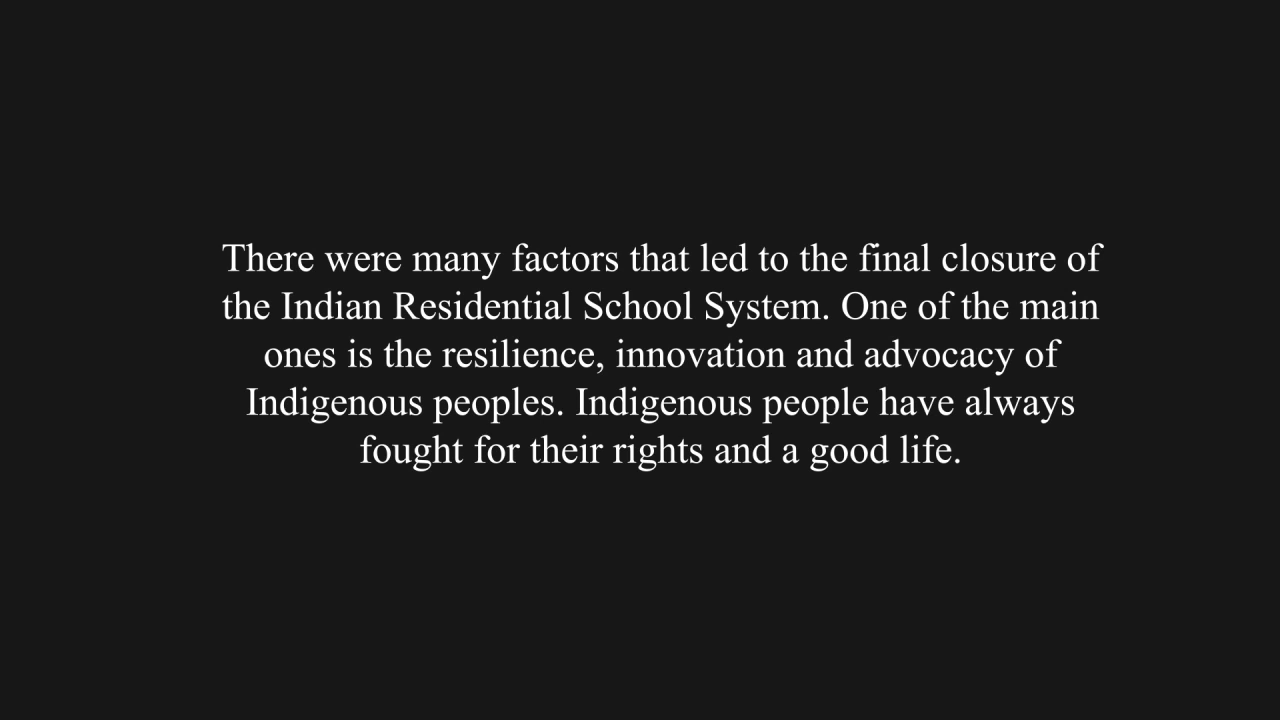 There were many factors that led to the final closure of
the Indian Residential School System. One of the main
ones is the resilience, innovation and advocacy of
Indigenous peoples. Indigenous people have always
fought for their rights and a good life.